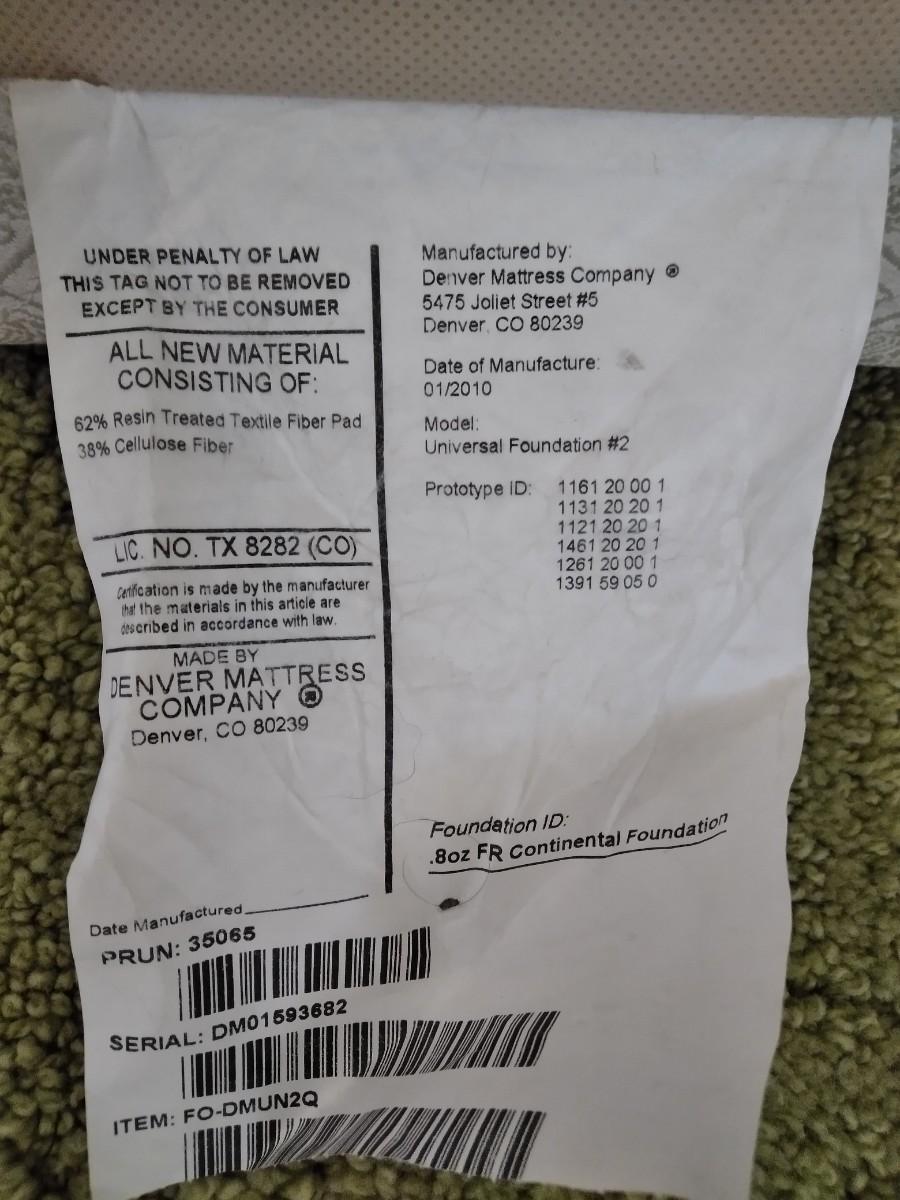 UNDER PENALTY OF LAW
THIS TAG NOT TO BE REMOVED
EXCEPT BY THE CONSUMER
ALL NEW MATERIAL
CONSISTING OF:
62% Resin Treated Textile Fiber Pad
38% Cellulose Fiber
LIC. NO. TX 8282 (CO)
Certification is made by the manufacturer
that the materials in this article are
described in accordance with law.
MADE BY
DENVER MATTRESS
COMPANY ®
Denver, CO 80239
Manufactured by:
Denver Mattress Company ®
5475 Joliet Street #5
Denver, CO 80239
Date of Manufacture:
01/2010
Model:
Universal Foundation #2
Prototype ID: 1161 20 00 1
1131 20 20 1
1121 20 20 1
1461 20 20 1
1261 20 00 1
1391 59 05 0
Foundation ID:
.8oz FR Continental Foundation
Date Manufactured
PRUN: 35065
SERIAL: DM01593682
ITEM: FO-DMUN2Q